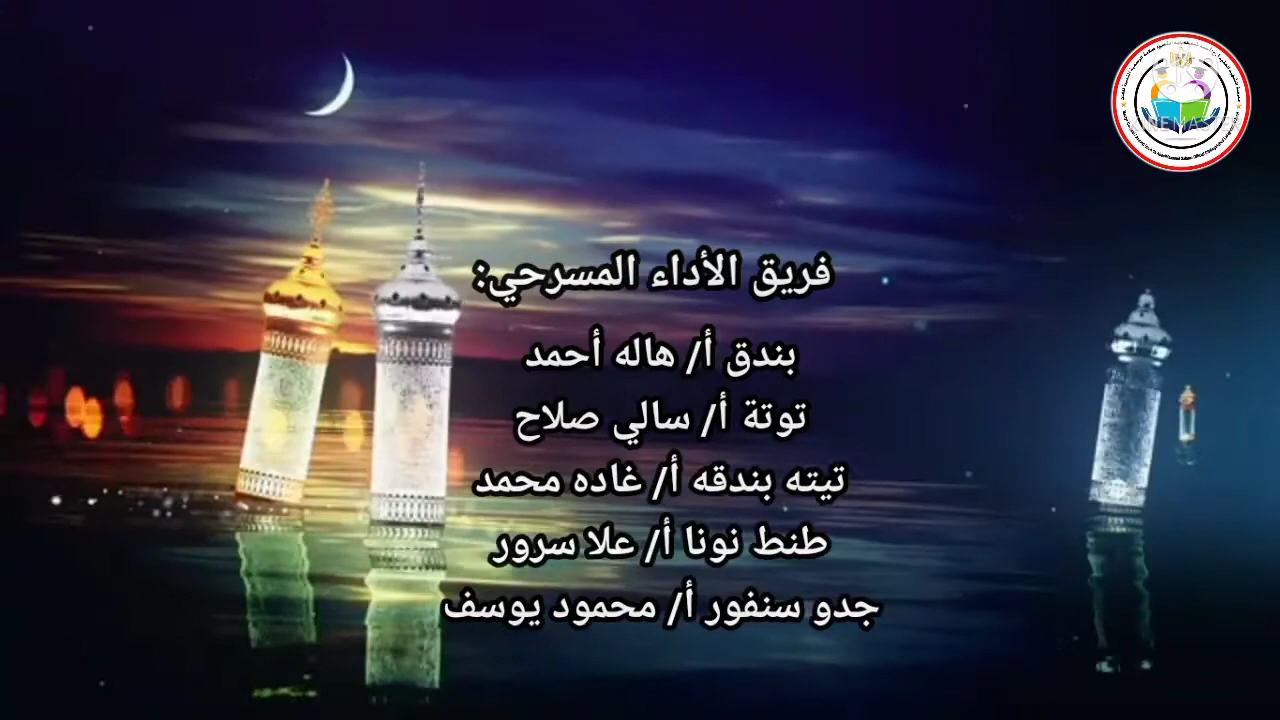 فريق الأداء المسرحي:
بندق أ/ هاله أحمد
توتة أ/ سالي صلاح
تيته بندقه أ/ غاده محمد
طنط نونا أ/ علا سرور
جدو سنفور أ/ محمود يوسف